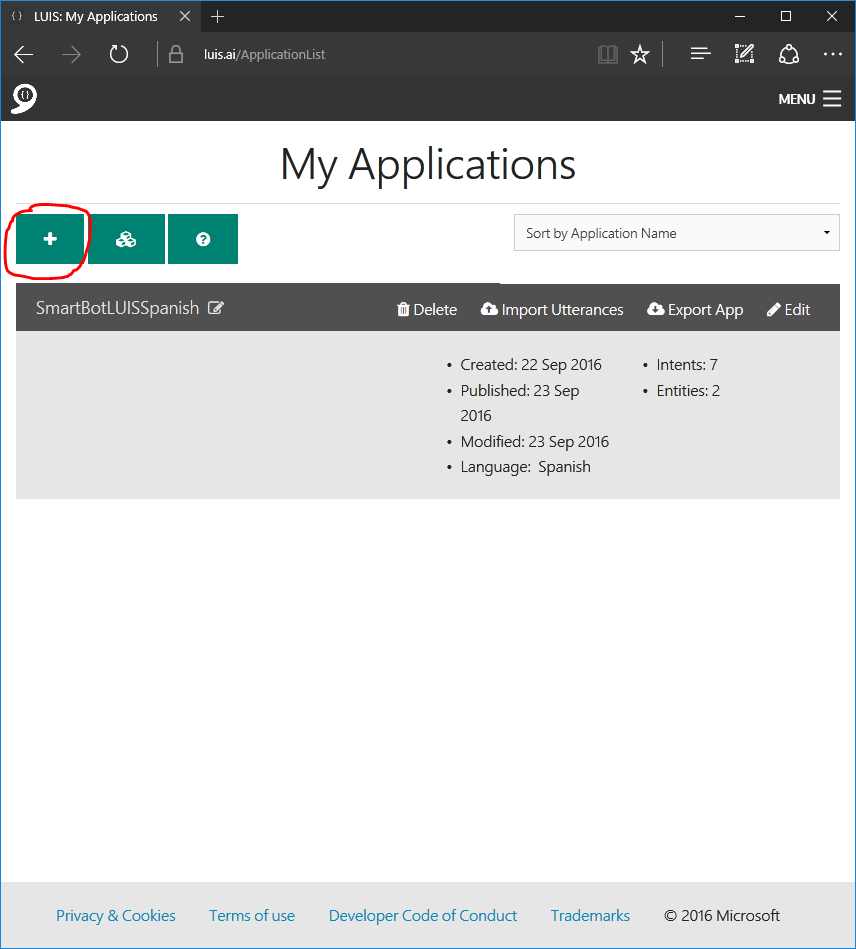 LUIS: My Applications
luis.ai/ApplicationList
MENU
My Applications
Sort by Application Name
SmartBotLUISSpanish
Delete
Import Utterances
Export App
Edit
• Created: 22 Sep 2016
• Published: 23 Sep
2016
• Modified: 23 Sep 2016
• Language: Spanish
• Intents: 7
• Entities: 2
Privacy & Cookies
Terms of use
Developer Code of Conduct
Trademarks
© 2016 Microsoft